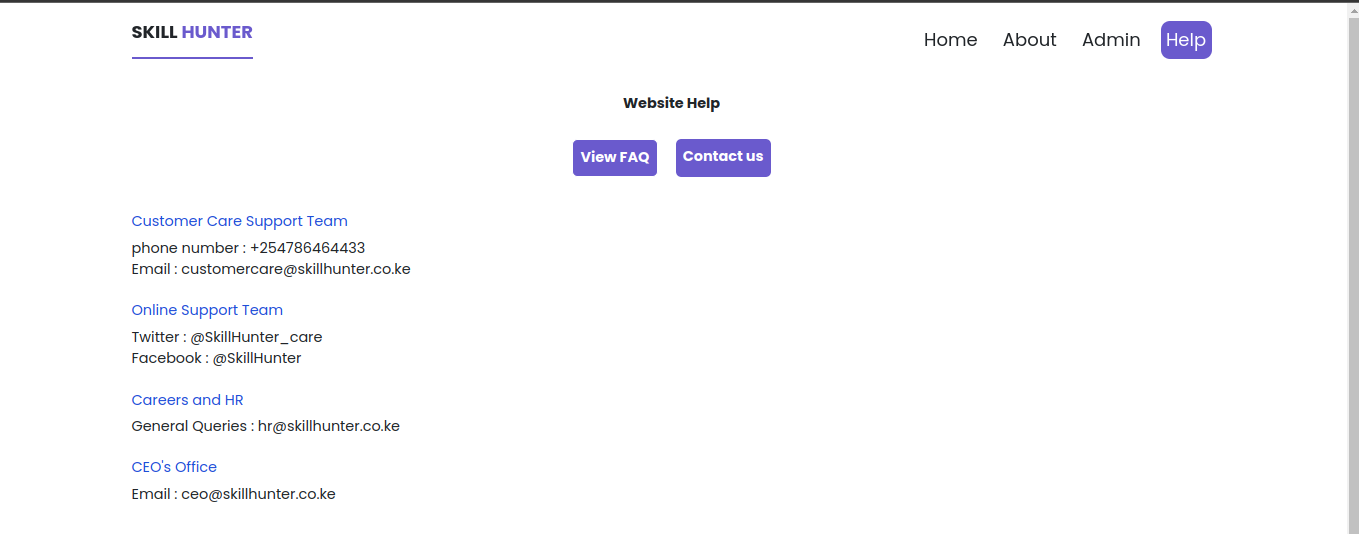 SKILL HUNTER
Home About Admin Help
Website Help
View FAQ Contact us
Customer Care Support Team
phone number : +254786464433
Email : customercare@skillhunter.co.ke
Online Support Team
Twitter : @SkillHunter_care
Facebook : @SkillHunter
Careers and HR
General Queries : hr@skillhunter.co.ke
CEO's Office
Email : ceo@skillhunter.co.ke